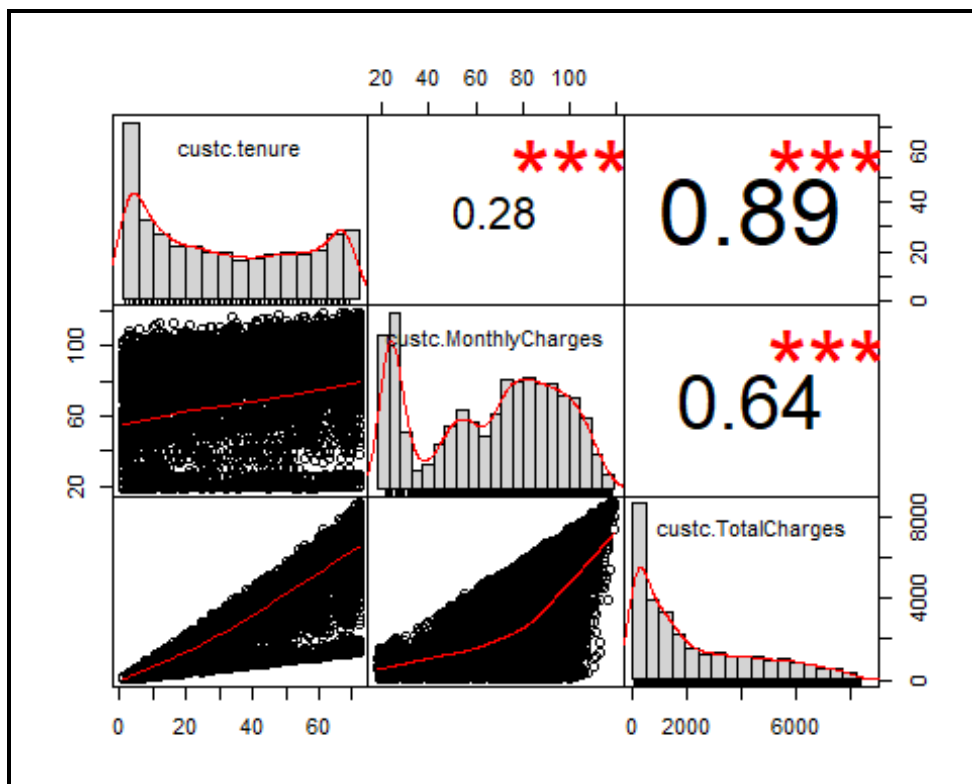 20 40 60 80 100
custc.tenure
***
0.28
***
0.89
0 20 40 60
20 60 100
custc.MonthlyCharges
***
0.64
custc.TotalCharges
0 4000 8000
0 20 40 60
0 2000 6000